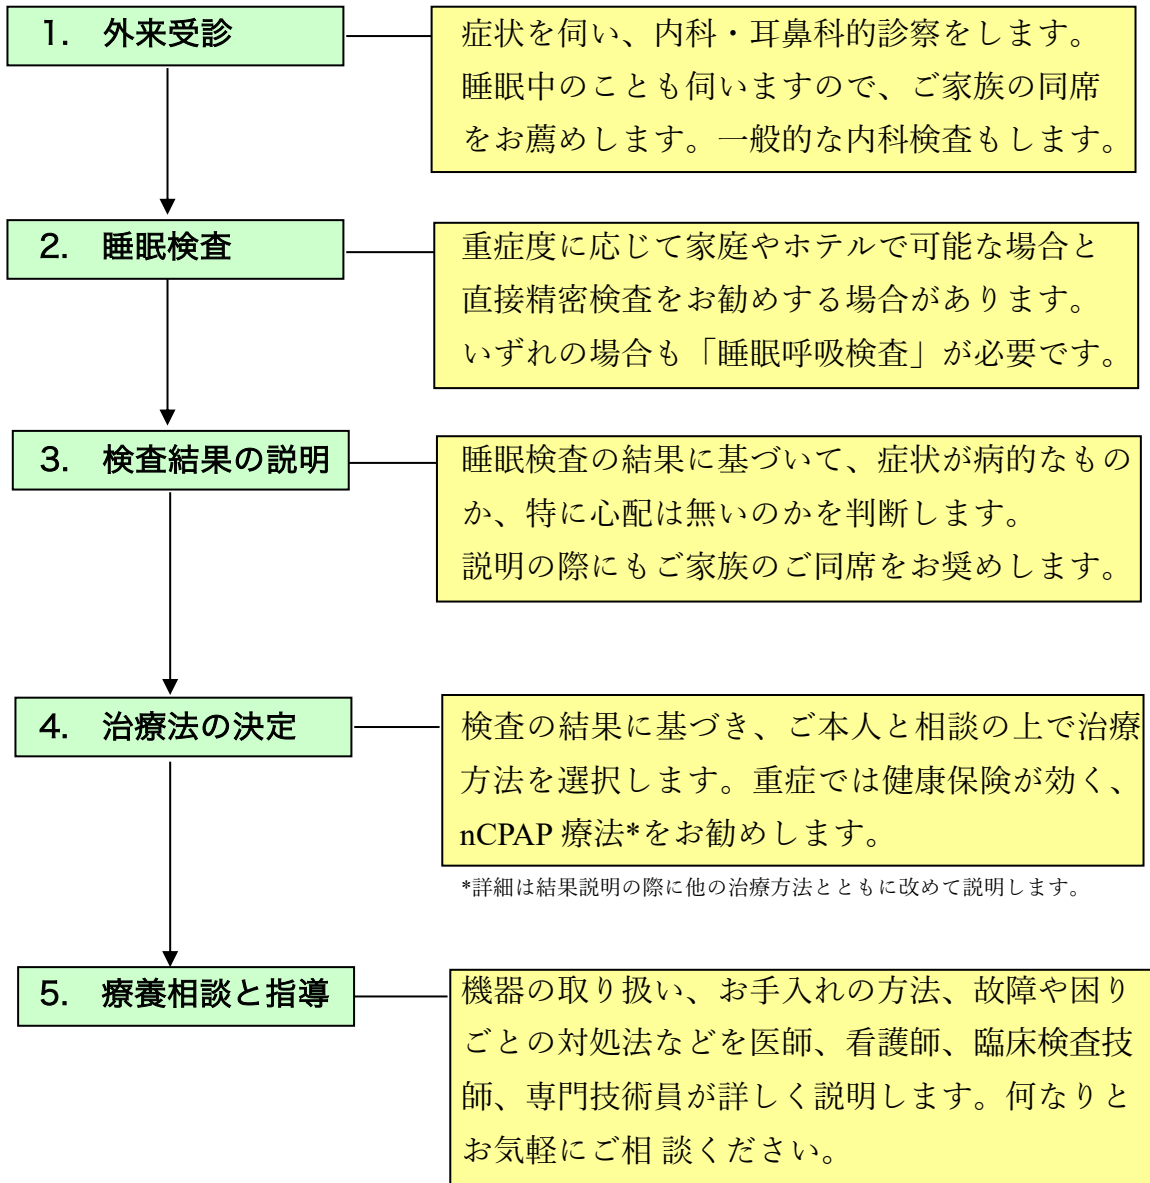 1. 外来受診
症状を伺い、内科・耳鼻科的診察をします。
睡眠中のことも伺いますので、ご家族の同席
をお薦めします。一般的な内科検査もします。
2. 睡眠検査
重症度に応じて家庭やホテルで可能な場合と
直接精密検査をお勧めする場合があります。
いずれの場合も「睡眠呼吸検査」が必要です。
3. 検査結果の説明
睡眠検査の結果に基づいて、症状が病的なもの
か、特に心配は無いのかを判断します。
説明の際にもご家族のご同席をお奨めします。
4. 治療法の決定
検査の結果に基づき、ご本人と相談の上で治療
方法を選択します。重症では健康保険が効く、
nCPAP 療法*をお勧めします。
*詳細は結果説明の際に他の治療方法とともに改めて説明します。
5. 療養相談と指導
機器の取り扱い、お手入れの方法、故障や困り
ごとの対処法などを医師、看護師、臨床検査技
師、専門技術員が詳しく説明します。何なりと
お気軽にご相 談ください。